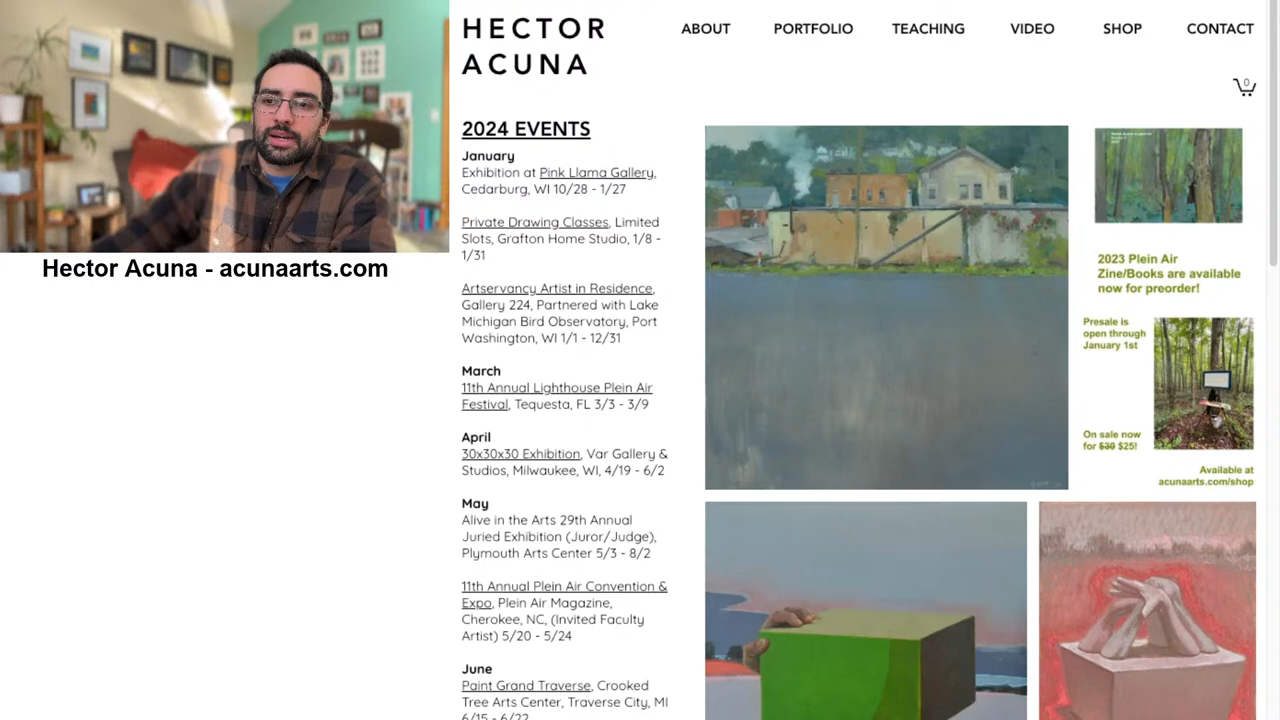 HECTOR
ACUNA
ABOUT
PORTFOLIO
TEACHING
VIDEO
SHOP
CONTACT
0
Hector Acuna - acunaarts.com
2024 EVENTS
January
Exhibition at Pink Llama Gallery,
Cedarburg, WI 10/28 - 1/27
Private Drawing Classes, Limited
Slots, Grafton Home Studio, 1/8 -
1/31
Artservancy Artist in Residence,
Gallery 224, Partnered with Lake
Michigan Bird Observatory, Port
Washington, WI 1/1 - 12/31
March
11th Annual Lighthouse Plein Air
Festival, Tequesta, FL 3/3 - 3/9
April
30x30x30 Exhibition, Var Gallery &
Studios, Milwaukee, WI, 4/19 - 6/2
May
Alive in the Arts 29th Annual
Juried Exhibition (Juror/Judge),
Plymouth Arts Center 5/3 - 8/2
11th Annual Plein Air Convention &
Expo, Plein Air Magazine,
Cherokee, NC, (Invited Faculty
Artist) 5/20 - 5/24
June
Paint Grand Traverse, Crooked
Tree Arts Center, Traverse City, MI
6/15 - 6/22
2023 Plein Air
Zine/Books are available
now for preorder!
Presale is
open through
January 1st
On sale now
for $30 $25!
Available at
acunaarts.com/shop